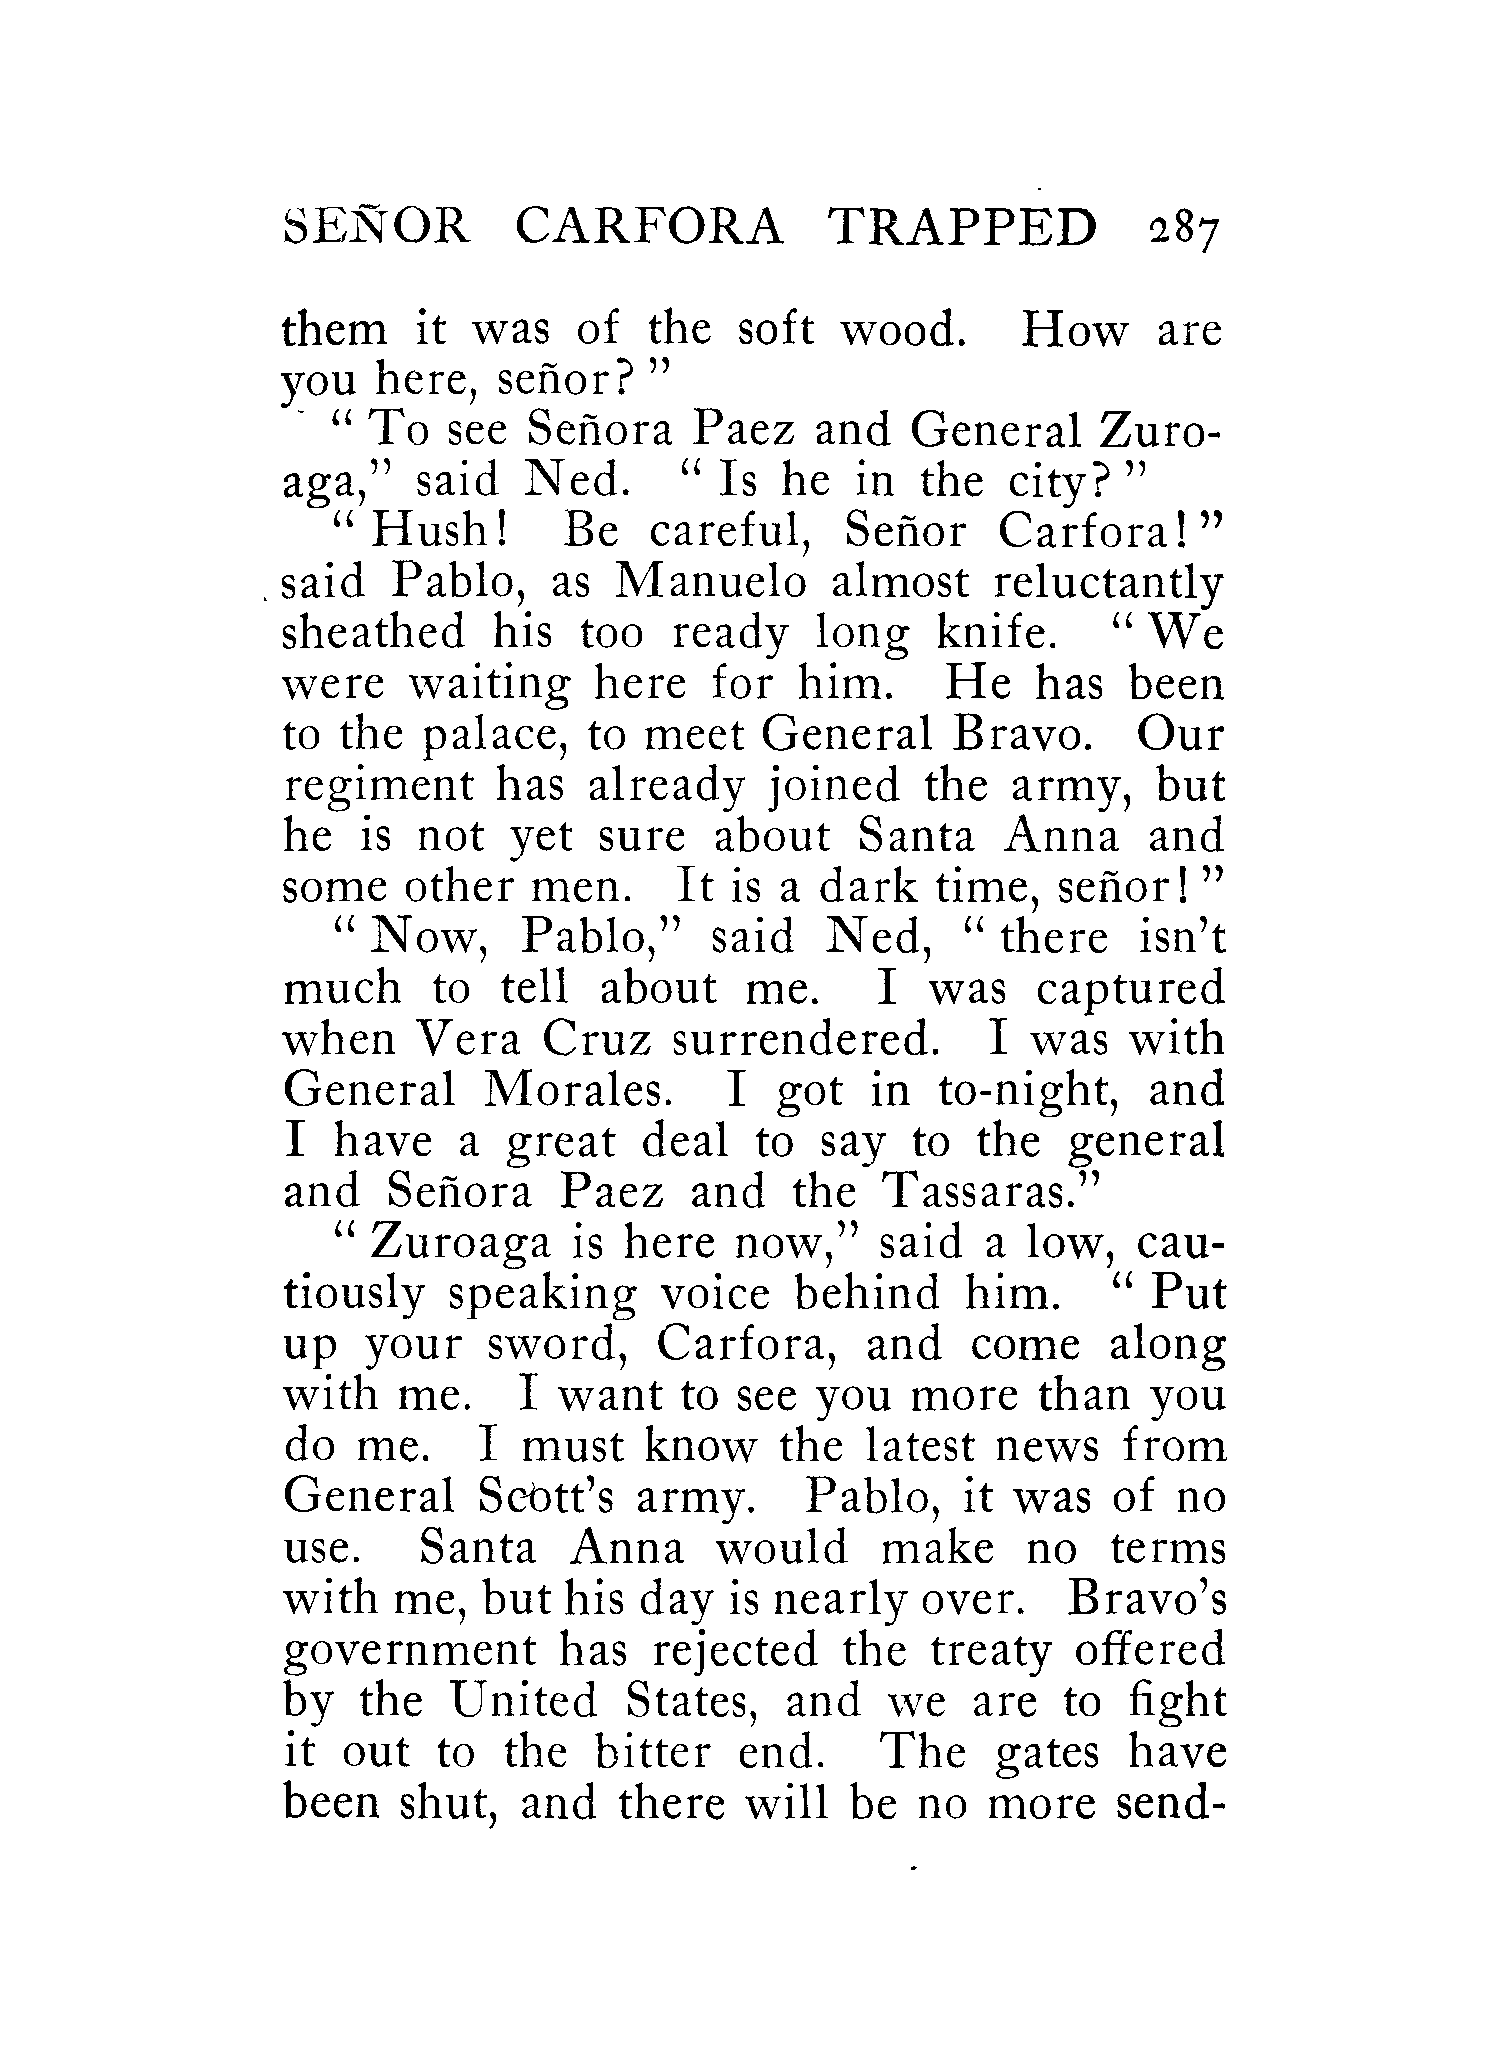 SEÑOR CARFORA TRAPPED 287
them it was of the soft wood. How are
you here, señor?"
"To see Señora Paez and General Zuro-
aga," said Ned. "Is he in the city?"
"Hush! Be careful, Señor Carfora!"
said Pablo, as Manuelo almost reluctantly
sheathed his too ready long knife. "We
were waiting here for him. He has been
to the palace, to meet General Bravo. Our
regiment has already joined the army, but
he is not yet sure about Santa Anna and
some other men. It is a dark time, señor!"
"Now, Pablo," said Ned, "there isn't
much to tell about me. I was captured
when Vera Cruz surrendered. I was with
General Morales. I got in to-night, and
I have a great deal to say to the general
and Señora Paez and the Tassaras."
"Zuroaga is here now," said a low, cau-
tiously speaking voice behind him. "Put
up your sword, Carfora, and come along
with me. I want to see you more than you
do me. I must know the latest news from
General Scott's army. Pablo, it was of no
use. Santa Anna would make no terms
with me, but his day is nearly over. Bravo's
government has rejected the treaty offered
by the United States, and we are to fight
it out to the bitter end. The gates have
been shut, and there will be no more send-